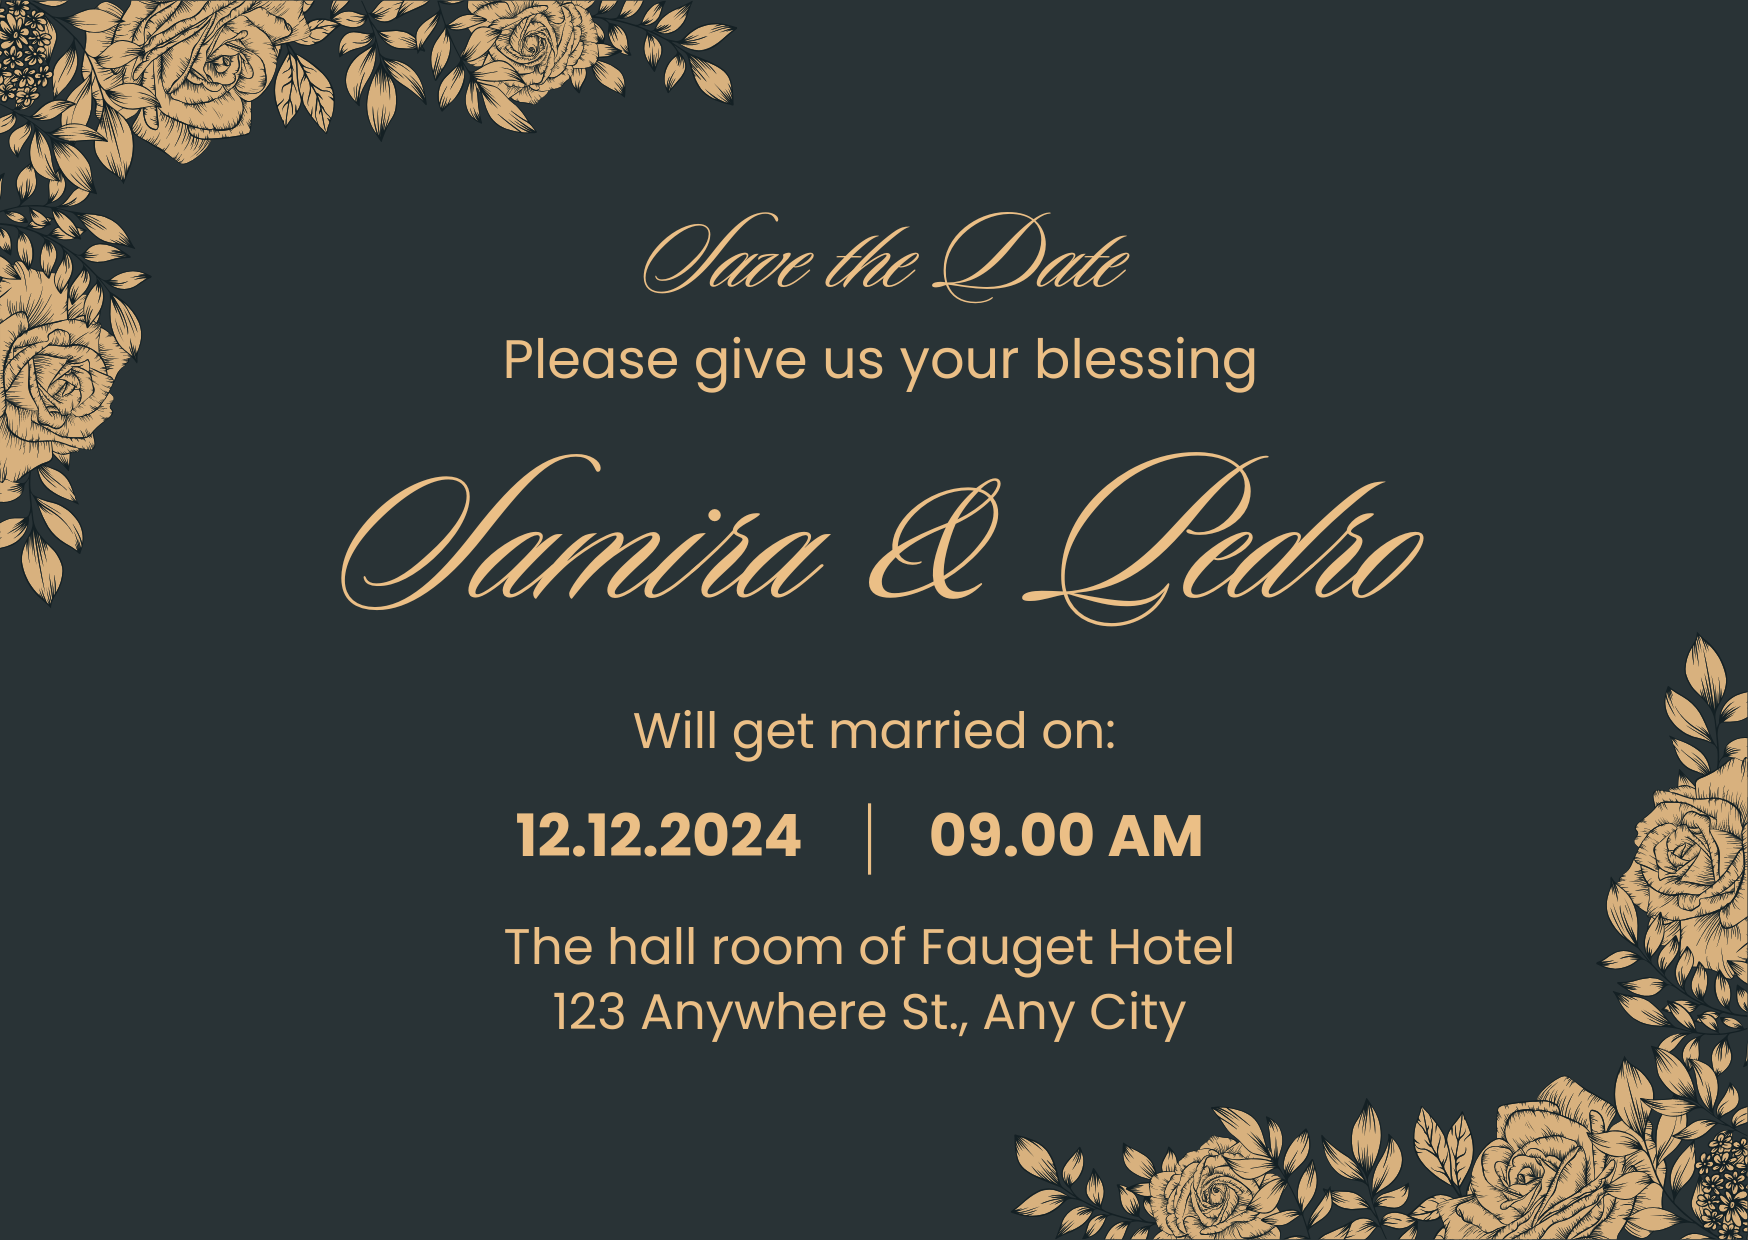 Save the Date
Please give us your blessing
Samira & Pedro
Will get married on:
12.12.2024 | 09.00 AM
The hall room of Fauget Hotel
123 Anywhere St., Any City